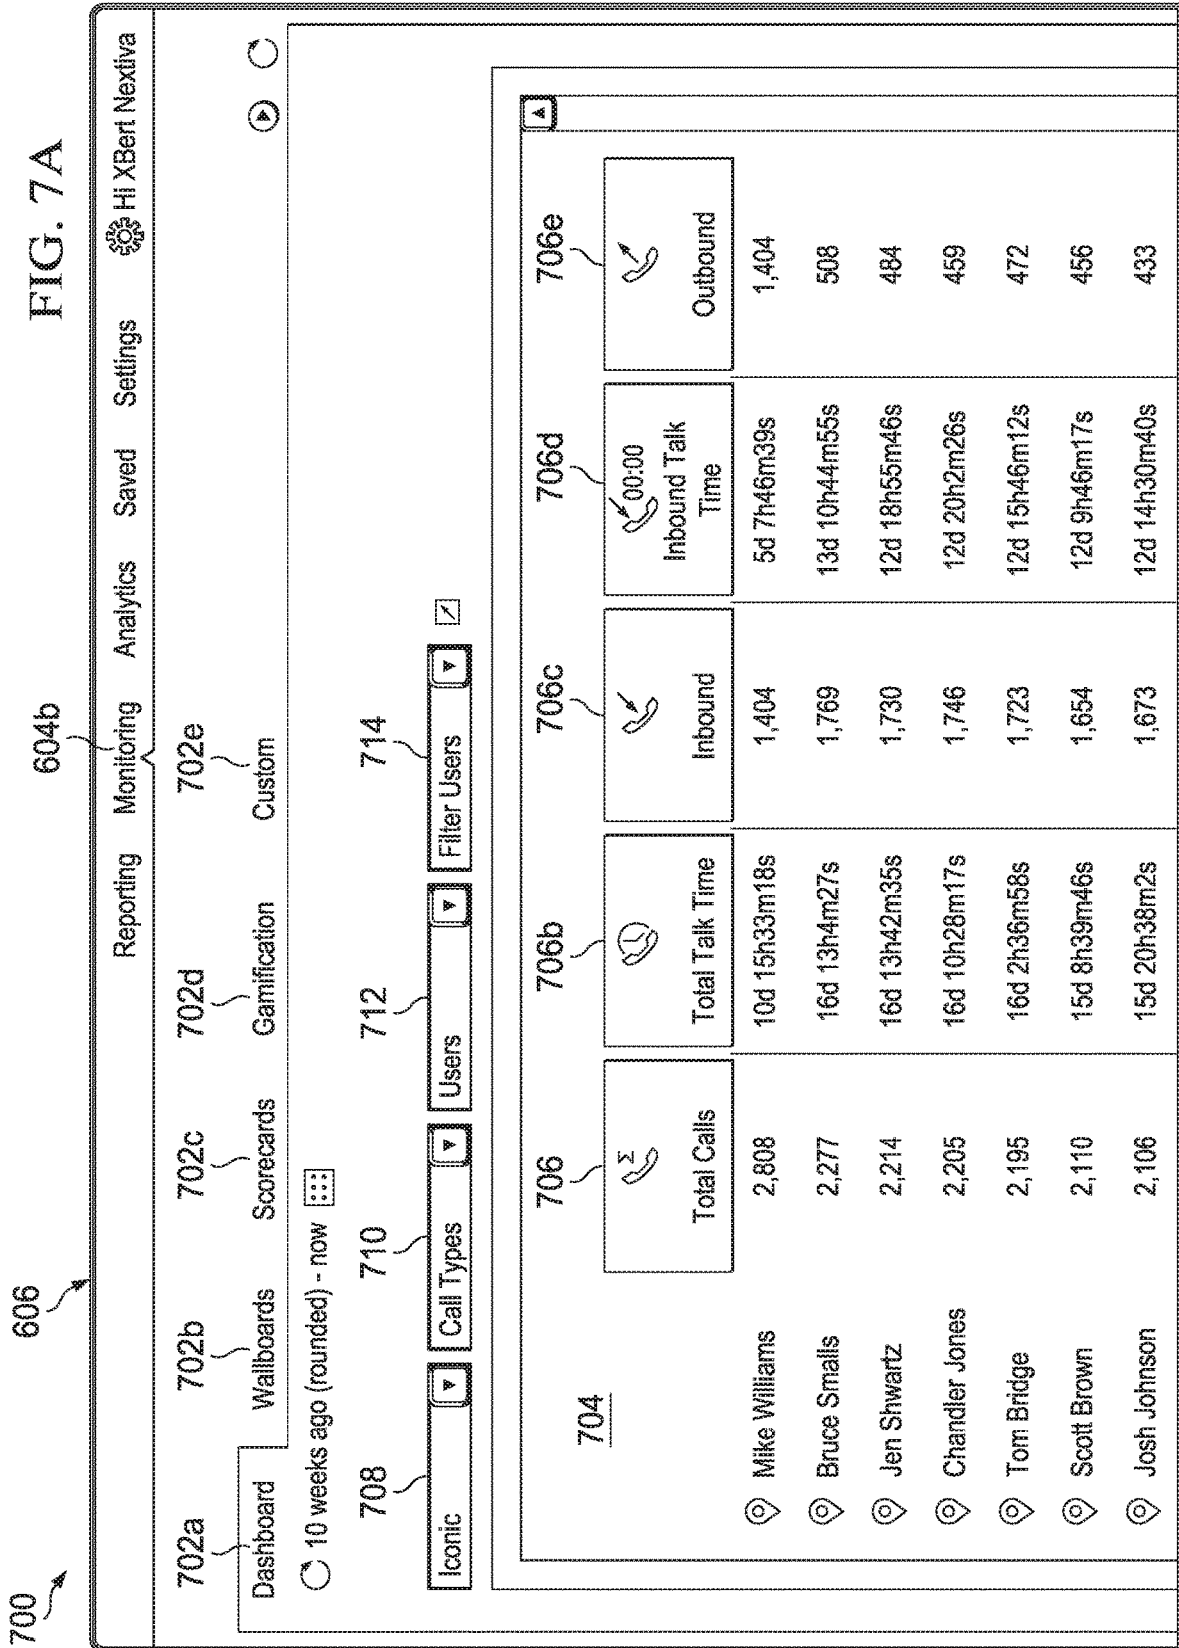 FIG. 7A
700
606
604b
Reporting Monitoring Analytics Saved Settings Hi XBert Nextiva
702a 702b 702c 702d 702e
Dashboard Wallboards Scorecards Gamification Custom
10 weeks ago (rounded) - now
708 710 712 714
Iconic Call Types Users Filter Users
704
706 706b 706c 706d 706e
Σ 00:00
Total Calls Total Talk Time Inbound Inbound Talk Time Outbound
Mike Williams 2,808 10d 15h33m18s 1,404 5d 7h46m39s 1,404
Bruce Smalls 2,277 16d 13h4m27s 1,769 13d 10h44m55s 508
Jen Shwartz 2,214 16d 13h42m35s 1,730 12d 18h55m46s 484
Chandler Jones 2,205 16d 10h28m17s 1,746 12d 20h2m26s 459
Tom Bridge 2,195 16d 2h36m58s 1,723 12d 15h46m12s 472
Scott Brown 2,110 15d 8h39m46s 1,654 12d 9h46m17s 456
Josh Johnson 2,106 15d 20h38m2s 1,673 12d 14h30m40s 433